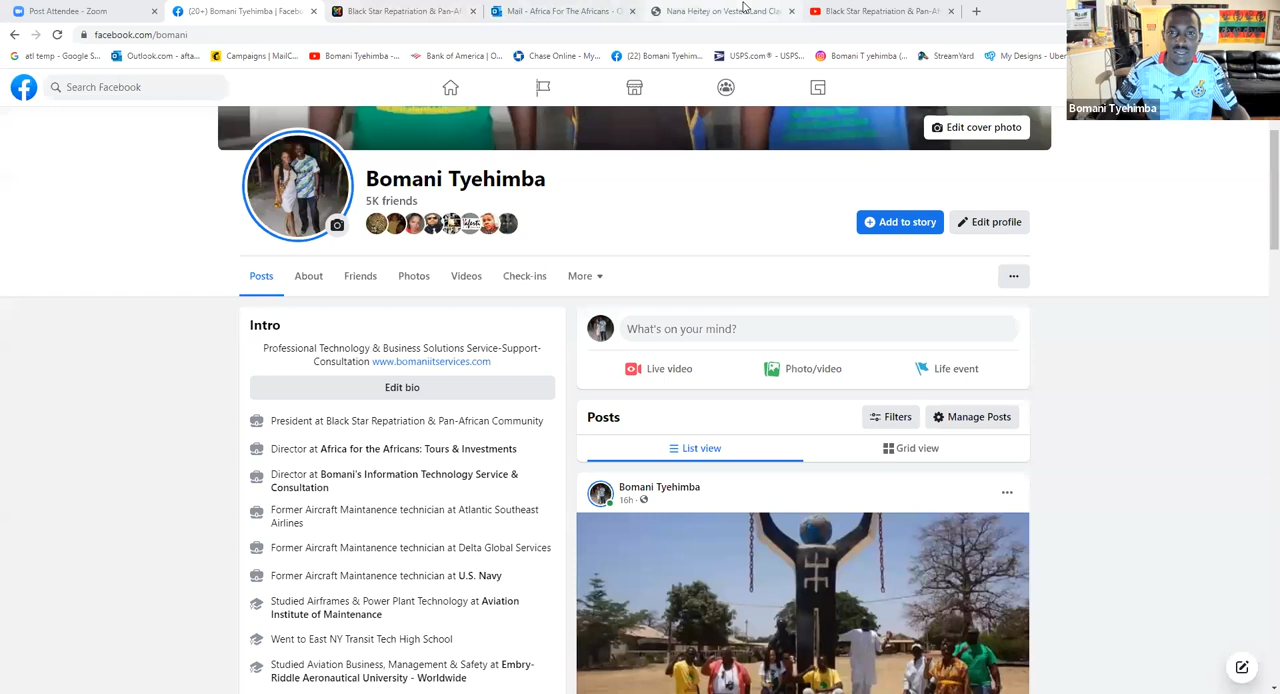 Post Attendee - Zoom
(20+) Bomani Tyehimba | Facebo
Black Star Repatriation & Pan-Af
Mail - Africa For The Africans - O
Nana Heitey on Vested Land Cla
Black Star Repatriation & Pan-Af
facebook.com/bomani
atl temp - Google S...
Outlook.com - afta...
Campaigns | MailC...
Bomani Tyehimba -...
Bank of America | O...
Chase Online - My...
(22) Bomani Tyehim...
USPS.com® - USPS...
Bomani T yehimba (...
StreamYard
My Designs - Uber
Bomani Tyehimba
Search Facebook
Edit cover photo
Bomani Tyehimba
5K friends
Add to story
Edit profile
Posts
About
Friends
Photos
Videos
Check-ins
More
Intro
Professional Technology & Business Solutions Service-Support-
Consultation www.bomaniitservices.com
Edit bio
President at Black Star Repatriation & Pan-African Community
Director at Africa for the Africans: Tours & Investments
Director at Bomani's Information Technology Service &
Consultation
Former Aircraft Maintanence technician at Atlantic Southeast
Airlines
Former Aircraft Maintanence technician at Delta Global Services
Former Aircraft Maintanence technician at U.S. Navy
Studied Airframes & Power Plant Technology at Aviation
Institute of Maintenance
Went to East NY Transit Tech High School
Studied Aviation Business, Management & Safety at Embry-
Riddle Aeronautical University - Worldwide
What's on your mind?
Live video
Photo/video
Life event
Posts
Filters
Manage Posts
List view
Grid view
Bomani Tyehimba
16h